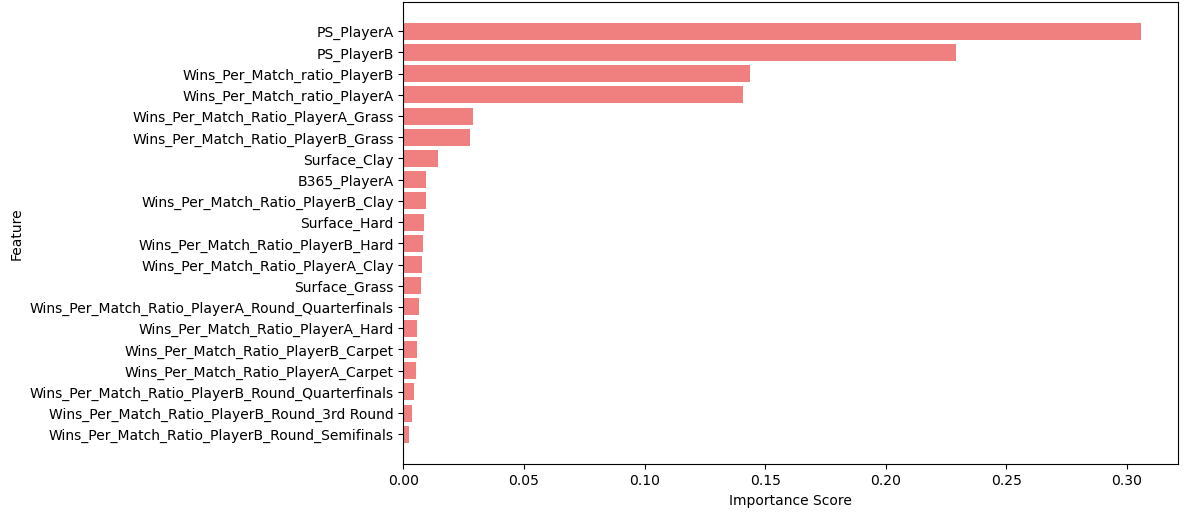 PS_PlayerA
PS_PlayerB
Wins_Per_Match_ratio_PlayerB
Wins_Per_Match_ratio_PlayerA
Wins_Per_Match_Ratio_PlayerA_Grass
Wins_Per_Match_Ratio_PlayerB_Grass
Surface_Clay
B365_PlayerA
Wins_Per_Match_Ratio_PlayerB_Clay
Surface_Hard
Wins_Per_Match_Ratio_PlayerB_Hard
Wins_Per_Match_Ratio_PlayerA_Clay
Surface_Grass
Wins_Per_Match_Ratio_PlayerA_Round_Quarterfinals
Wins_Per_Match_Ratio_PlayerA_Hard
Wins_Per_Match_Ratio_PlayerB_Carpet
Wins_Per_Match_Ratio_PlayerA_Carpet
Wins_Per_Match_Ratio_PlayerB_Round_Quarterfinals
Wins_Per_Match_Ratio_PlayerB_Round_3rd Round
Wins_Per_Match_Ratio_PlayerB_Round_Semifinals
Feature
0.00 0.05 0.10 0.15 0.20 0.25 0.30
Importance Score